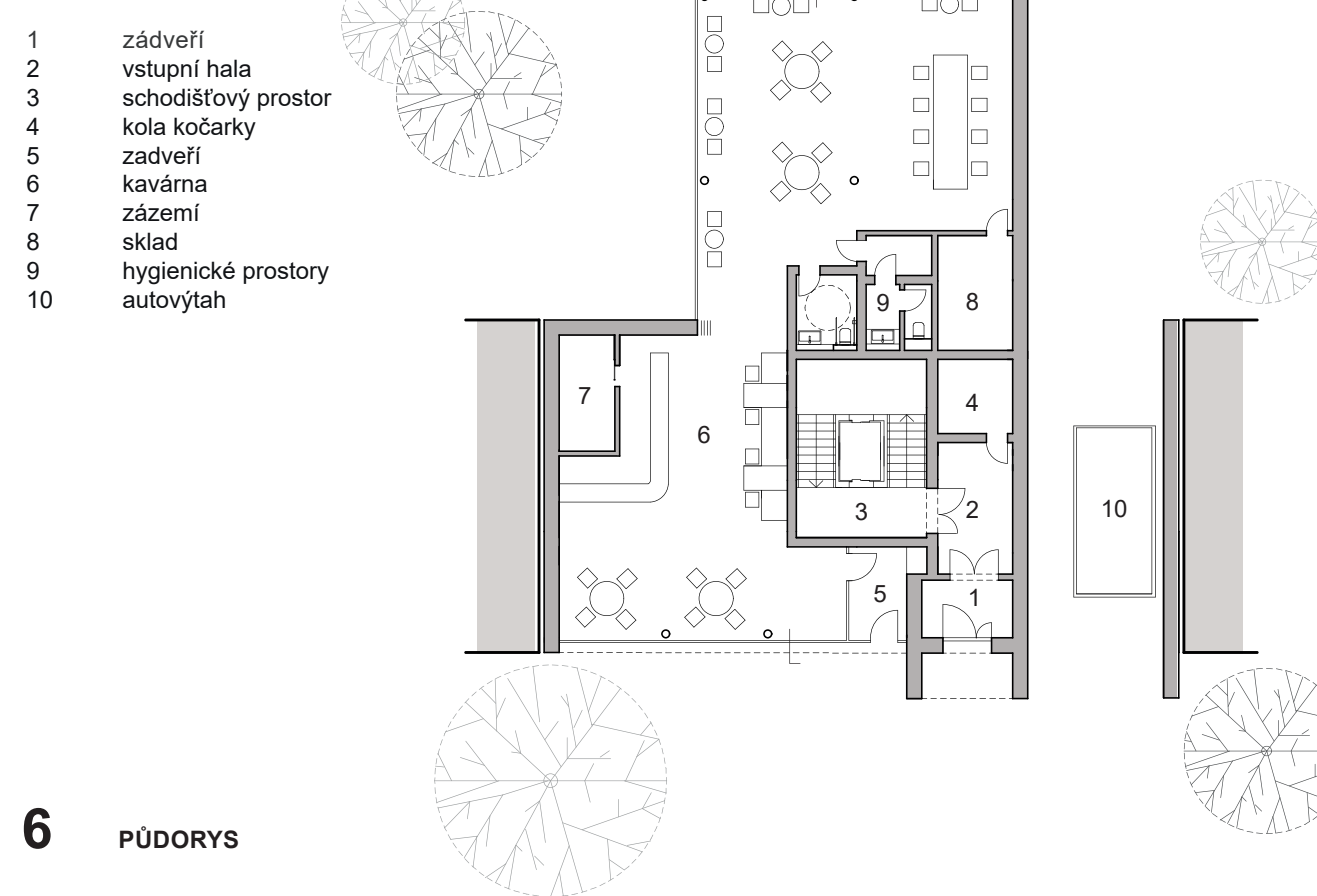 1 zádveří
2 vstupní hala
3 schodišťový prostor
4 kola kočarky
5 zadveří
6 kavárna
7 zázemí
8 sklad
9 hygienické prostory
10 autovýtah
9
8
7
4
6
3
2
10
5
1
6 PŮDORYS